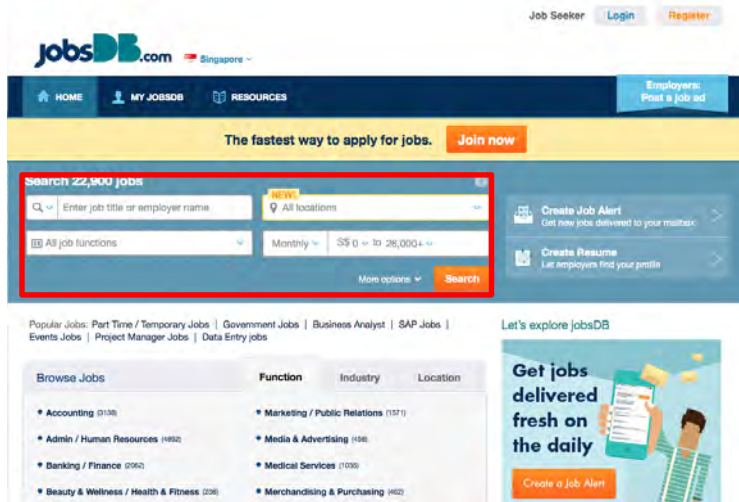 Job Seeker Login Register
jobsDB.com Singapore
HOME MY JOBSDB RESOURCES
Employers:
Post a job ad
The fastest way to apply for jobs. Join now
Search 22,900 jobs
Enter job title or employer name
NEW!
All locations
All job functions
Monthly S$ 0 to 28,000+
More options Search
Create Job Alert
Get new jobs delivered to your mailbox
Create Resume
Let employers find your profile
Popular Jobs: Part Time / Temporary Jobs | Government Jobs | Business Analyst | SAP Jobs |
Events Jobs | Project Manager Jobs | Data Entry jobs
Let's explore jobsDB
Browse Jobs Function Industry Location
Accounting (3138) Marketing / Public Relations (1571)
Admin / Human Resources (4892) Media & Advertising
Banking / Finance (2062) Medical Services
Beauty & Wellness / Health & Fitness Merchandising & Purchasing
Get jobs
delivered
fresh on
the daily
Create a Job Alert